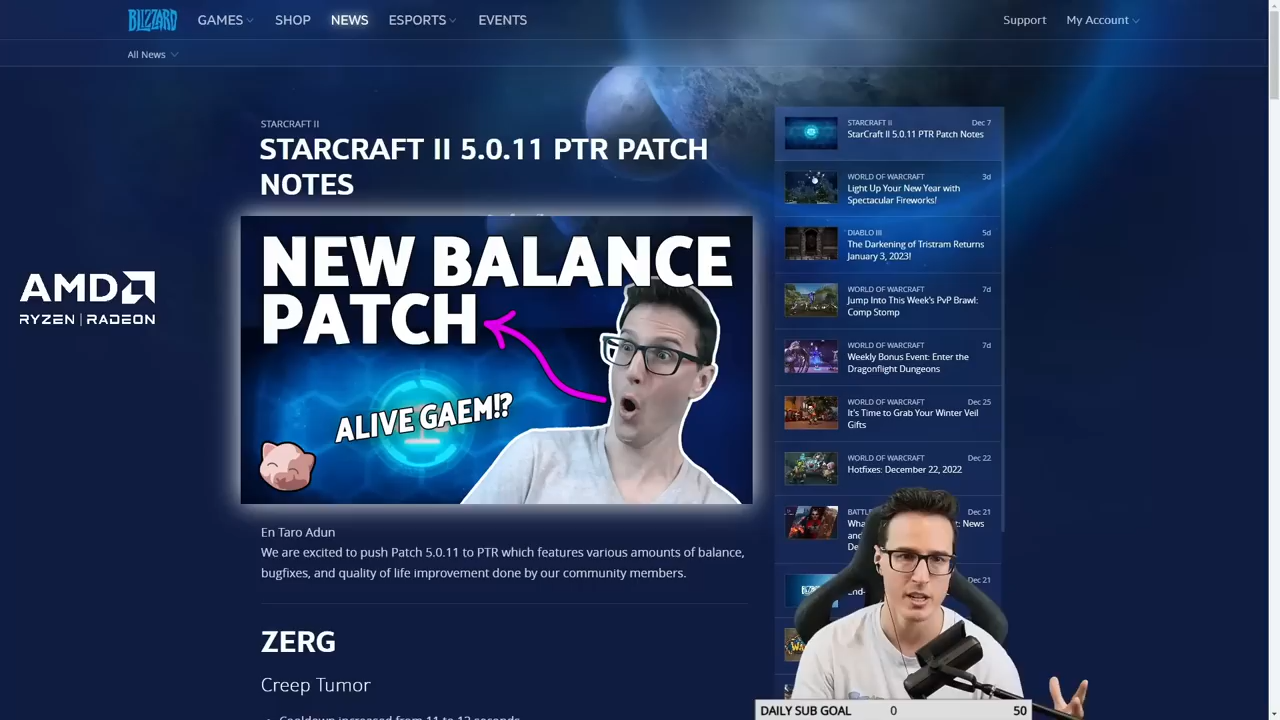 BLIZZARD
GAMES
SHOP
NEWS
ESPORTS
EVENTS
Support
My Account
All News
STARCRAFT II
STARCRAFT II 5.0.11 PTR PATCH
NOTES
NEW BALANCE
PATCH
ALIVE GAEM!?
AMD
RYZEN | RADEON
En Taro Adun
We are excited to push Patch 5.0.11 to PTR which features various amounts of balance,
bugfixes, and quality of life improvement done by our community members.
ZERG
Creep Tumor
Cooldown increased from 11 to 13 seconds
STARCRAFT II
Dec 7
StarCraft II 5.0.11 PTR Patch Notes
WORLD OF WARCRAFT
3d
Light Up Your New Year with
Spectacular Fireworks!
DIABLO III
5d
The Darkening of Tristram Returns
January 3, 2023!
WORLD OF WARCRAFT
7d
Jump Into This Week's PvP Brawl:
Comp Stomp
WORLD OF WARCRAFT
7d
Weekly Bonus Event: Enter the
Dragonflight Dungeons
WORLD OF WARCRAFT
Dec 25
It's Time to Grab Your Winter Veil
Gifts
WORLD OF WARCRAFT
Dec 22
Hotfixes: December 22, 2022
Dec 21
: News
Dec 21
DAILY SUB GOAL
0
50